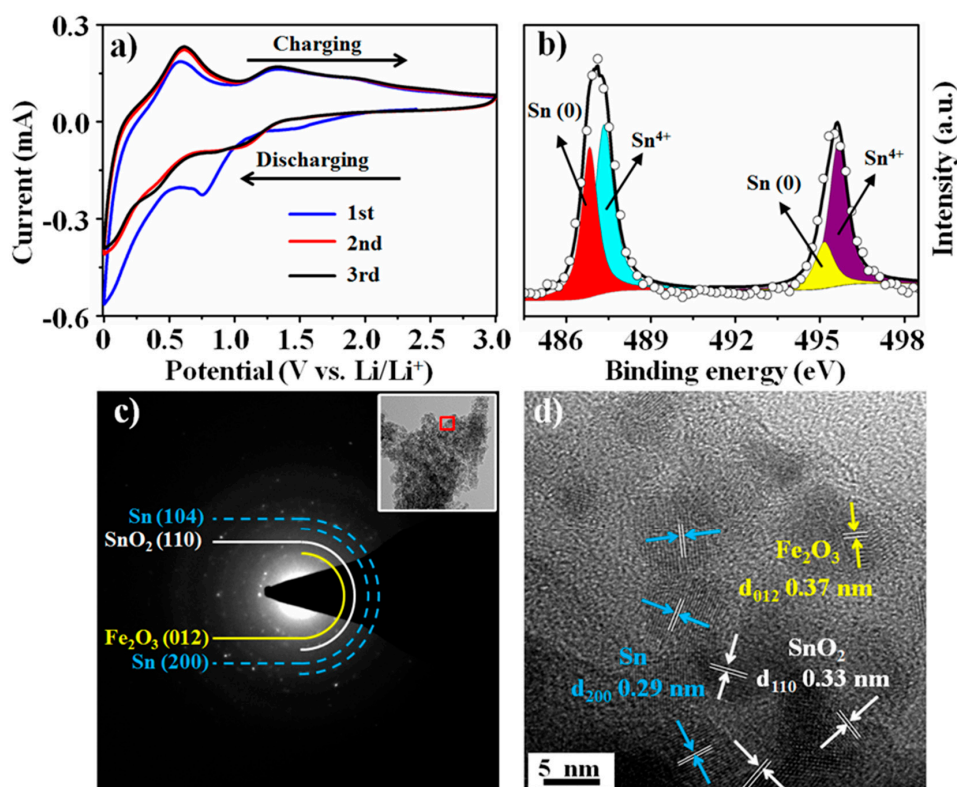 a)
Charging
Discharging
1st
2nd
3rd
0.3
0.0
-0.3
-0.6
Current (mA)
0 0.5 1.0 1.5 2.0 2.5 3.0
Potential (V vs. Li/Li⁺)
b)
Sn (0)
Sn⁴⁺
Sn (0)
Sn⁴⁺
Intensity (a.u.)
486 489 492 495 498
Binding energy (eV)
c)
Sn (104)
SnO₂ (110)
Fe₂O₃ (012)
Sn (200)
d)
Fe₂O₃
d₀₁₂ 0.37 nm
Sn
d₂₀₀ 0.29 nm
SnO₂
d₁₁₀ 0.33 nm
5 nm